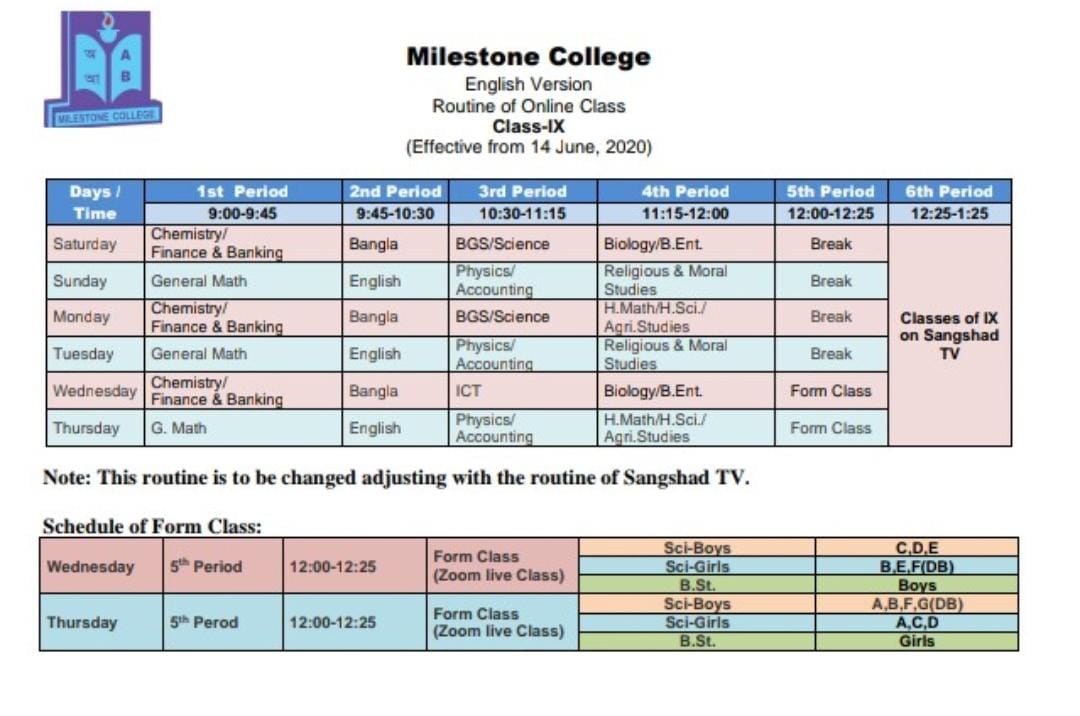 অ A
আ B
MILESTONE COLLEGE
Milestone College
English Version
Routine of Online Class
Class-IX
(Effective from 14 June, 2020)
Days / Time 1st Period 2nd Period 3rd Period 4th Period 5th Period 6th Period
9:00-9:45 9:45-10:30 10:30-11:15 11:15-12:00 12:00-12:25 12:25-1:25
Saturday Chemistry/ Finance & Banking Bangla BGS/Science Biology/B.Ent. Break
Sunday General Math English Physics/ Accounting Religious & Moral Studies Break
Monday Chemistry/ Finance & Banking Bangla BGS/Science H.Math/H.Sci./ Agri.Studies Break
Tuesday General Math English Physics/ Accounting Religious & Moral Studies Break
Wednesday Chemistry/ Finance & Banking Bangla ICT Biology/B.Ent. Form Class
Thursday G. Math English Physics/ Accounting H.Math/H.Sci./ Agri.Studies Form Class
Classes of IX
on Sangshad
TV
Note: This routine is to be changed adjusting with the routine of Sangshad TV.
Schedule of Form Class:
Wednesday 5th Period 12:00-12:25 Form Class (Zoom live Class)
Sci-Boys C,D,E
Sci-Girls B,E,F(DB)
B.St. Boys
Thursday 5th Perod 12:00-12:25 Form Class (Zoom live Class)
Sci-Boys A,B,F,G(DB)
Sci-Girls A,C,D
B.St. Girls